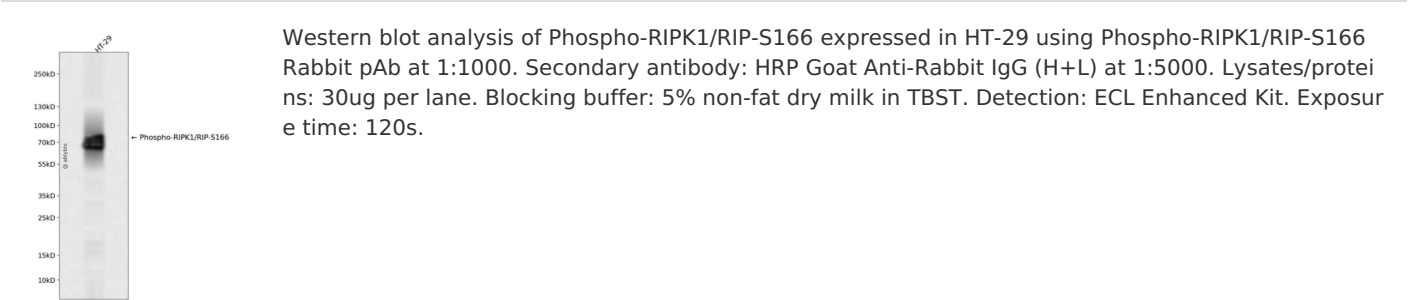 HT-29
250kD
130kD
100kD
70kD
55kD
35kD
25kD
15kD
10kD
← Phospho-RIPK1/RIP-S166
@ ablybio
Western blot analysis of Phospho-RIPK1/RIP-S166 expressed in HT-29 using Phospho-RIPK1/RIP-S166
Rabbit pAb at 1:1000. Secondary antibody: HRP Goat Anti-Rabbit IgG (H+L) at 1:5000. Lysates/protei
ns: 30ug per lane. Blocking buffer: 5% non-fat dry milk in TBST. Detection: ECL Enhanced Kit. Exposur
e time: 120s.